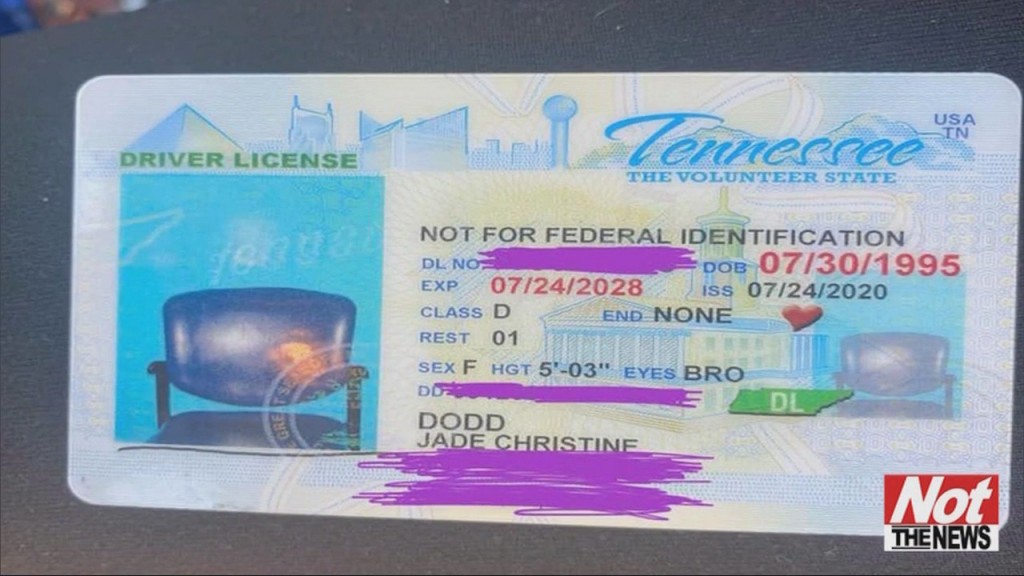 USA
TN
DRIVER LICENSE
Tennessee
THE VOLUNTEER STATE
NOT FOR FEDERAL IDENTIFICATION
DL NO.
DOB 07/30/1995
EXP 07/24/2028
ISS 07/24/2020
CLASS D
END NONE
REST 01
SEX F HGT 5'-03" EYES BRO
DD
DL
DODD
JADE CHRISTINE
Not
THE NEWS